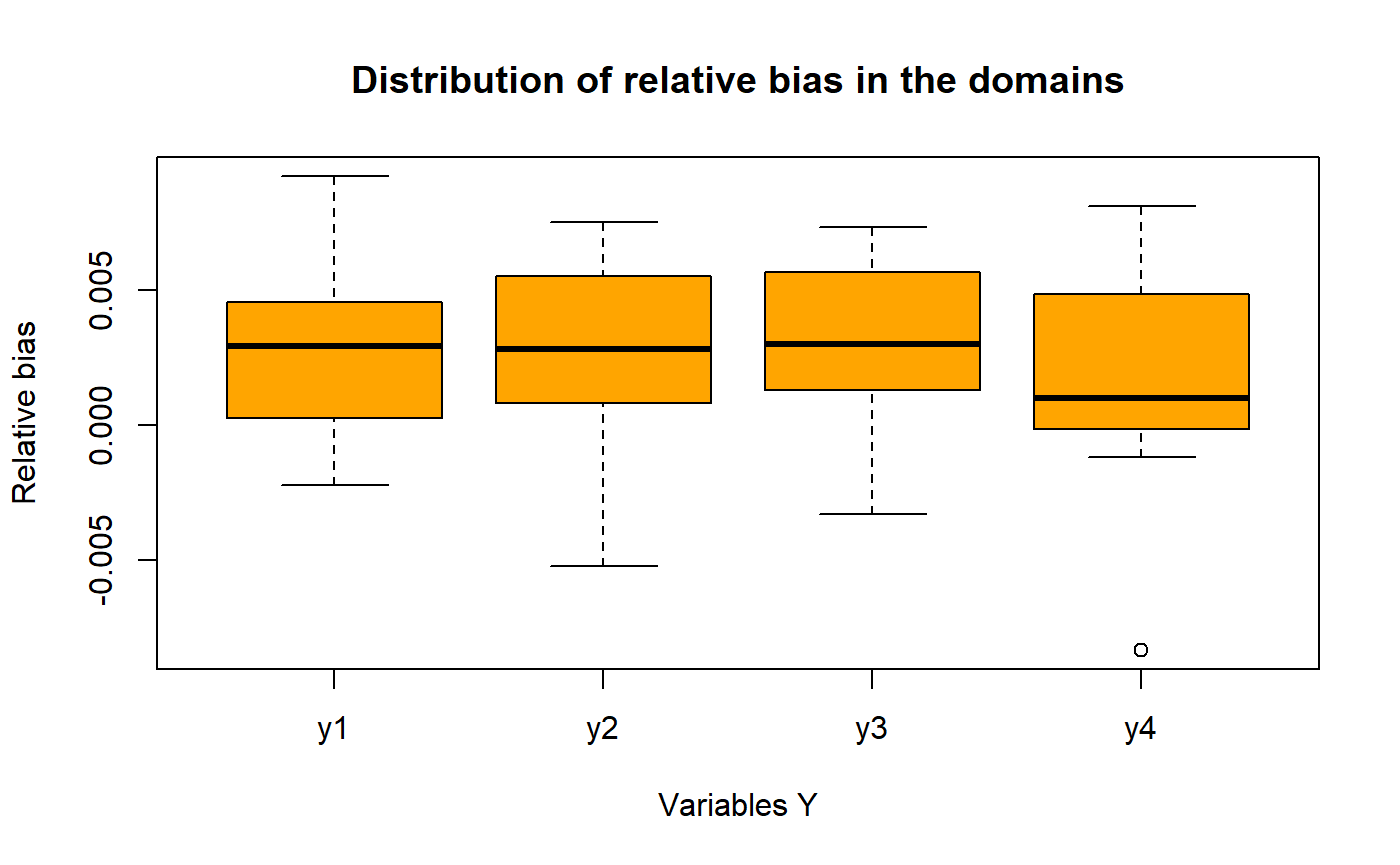 Distribution of relative bias in the domains
Relative bias
0.005
0.000
-0.005
y1
y2
y3
y4
Variables Y